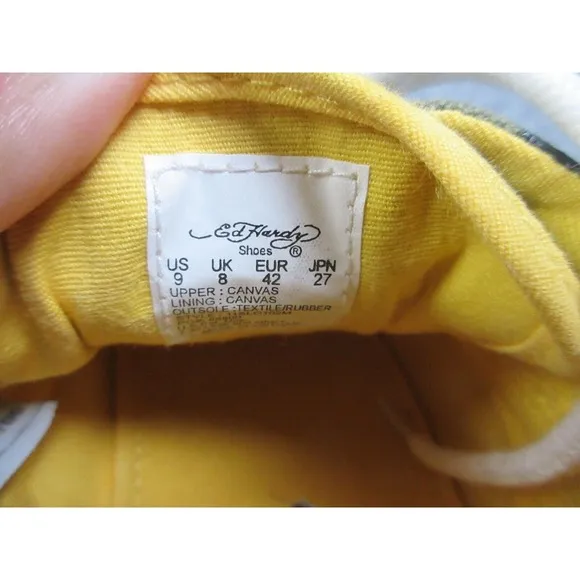 Ed Hardy
Shoes ®
US UK EUR JPN
9 8 42 27
UPPER : CANVAS
LINING : CANVAS
OUTSOLE : TEXTILE/RUBBER